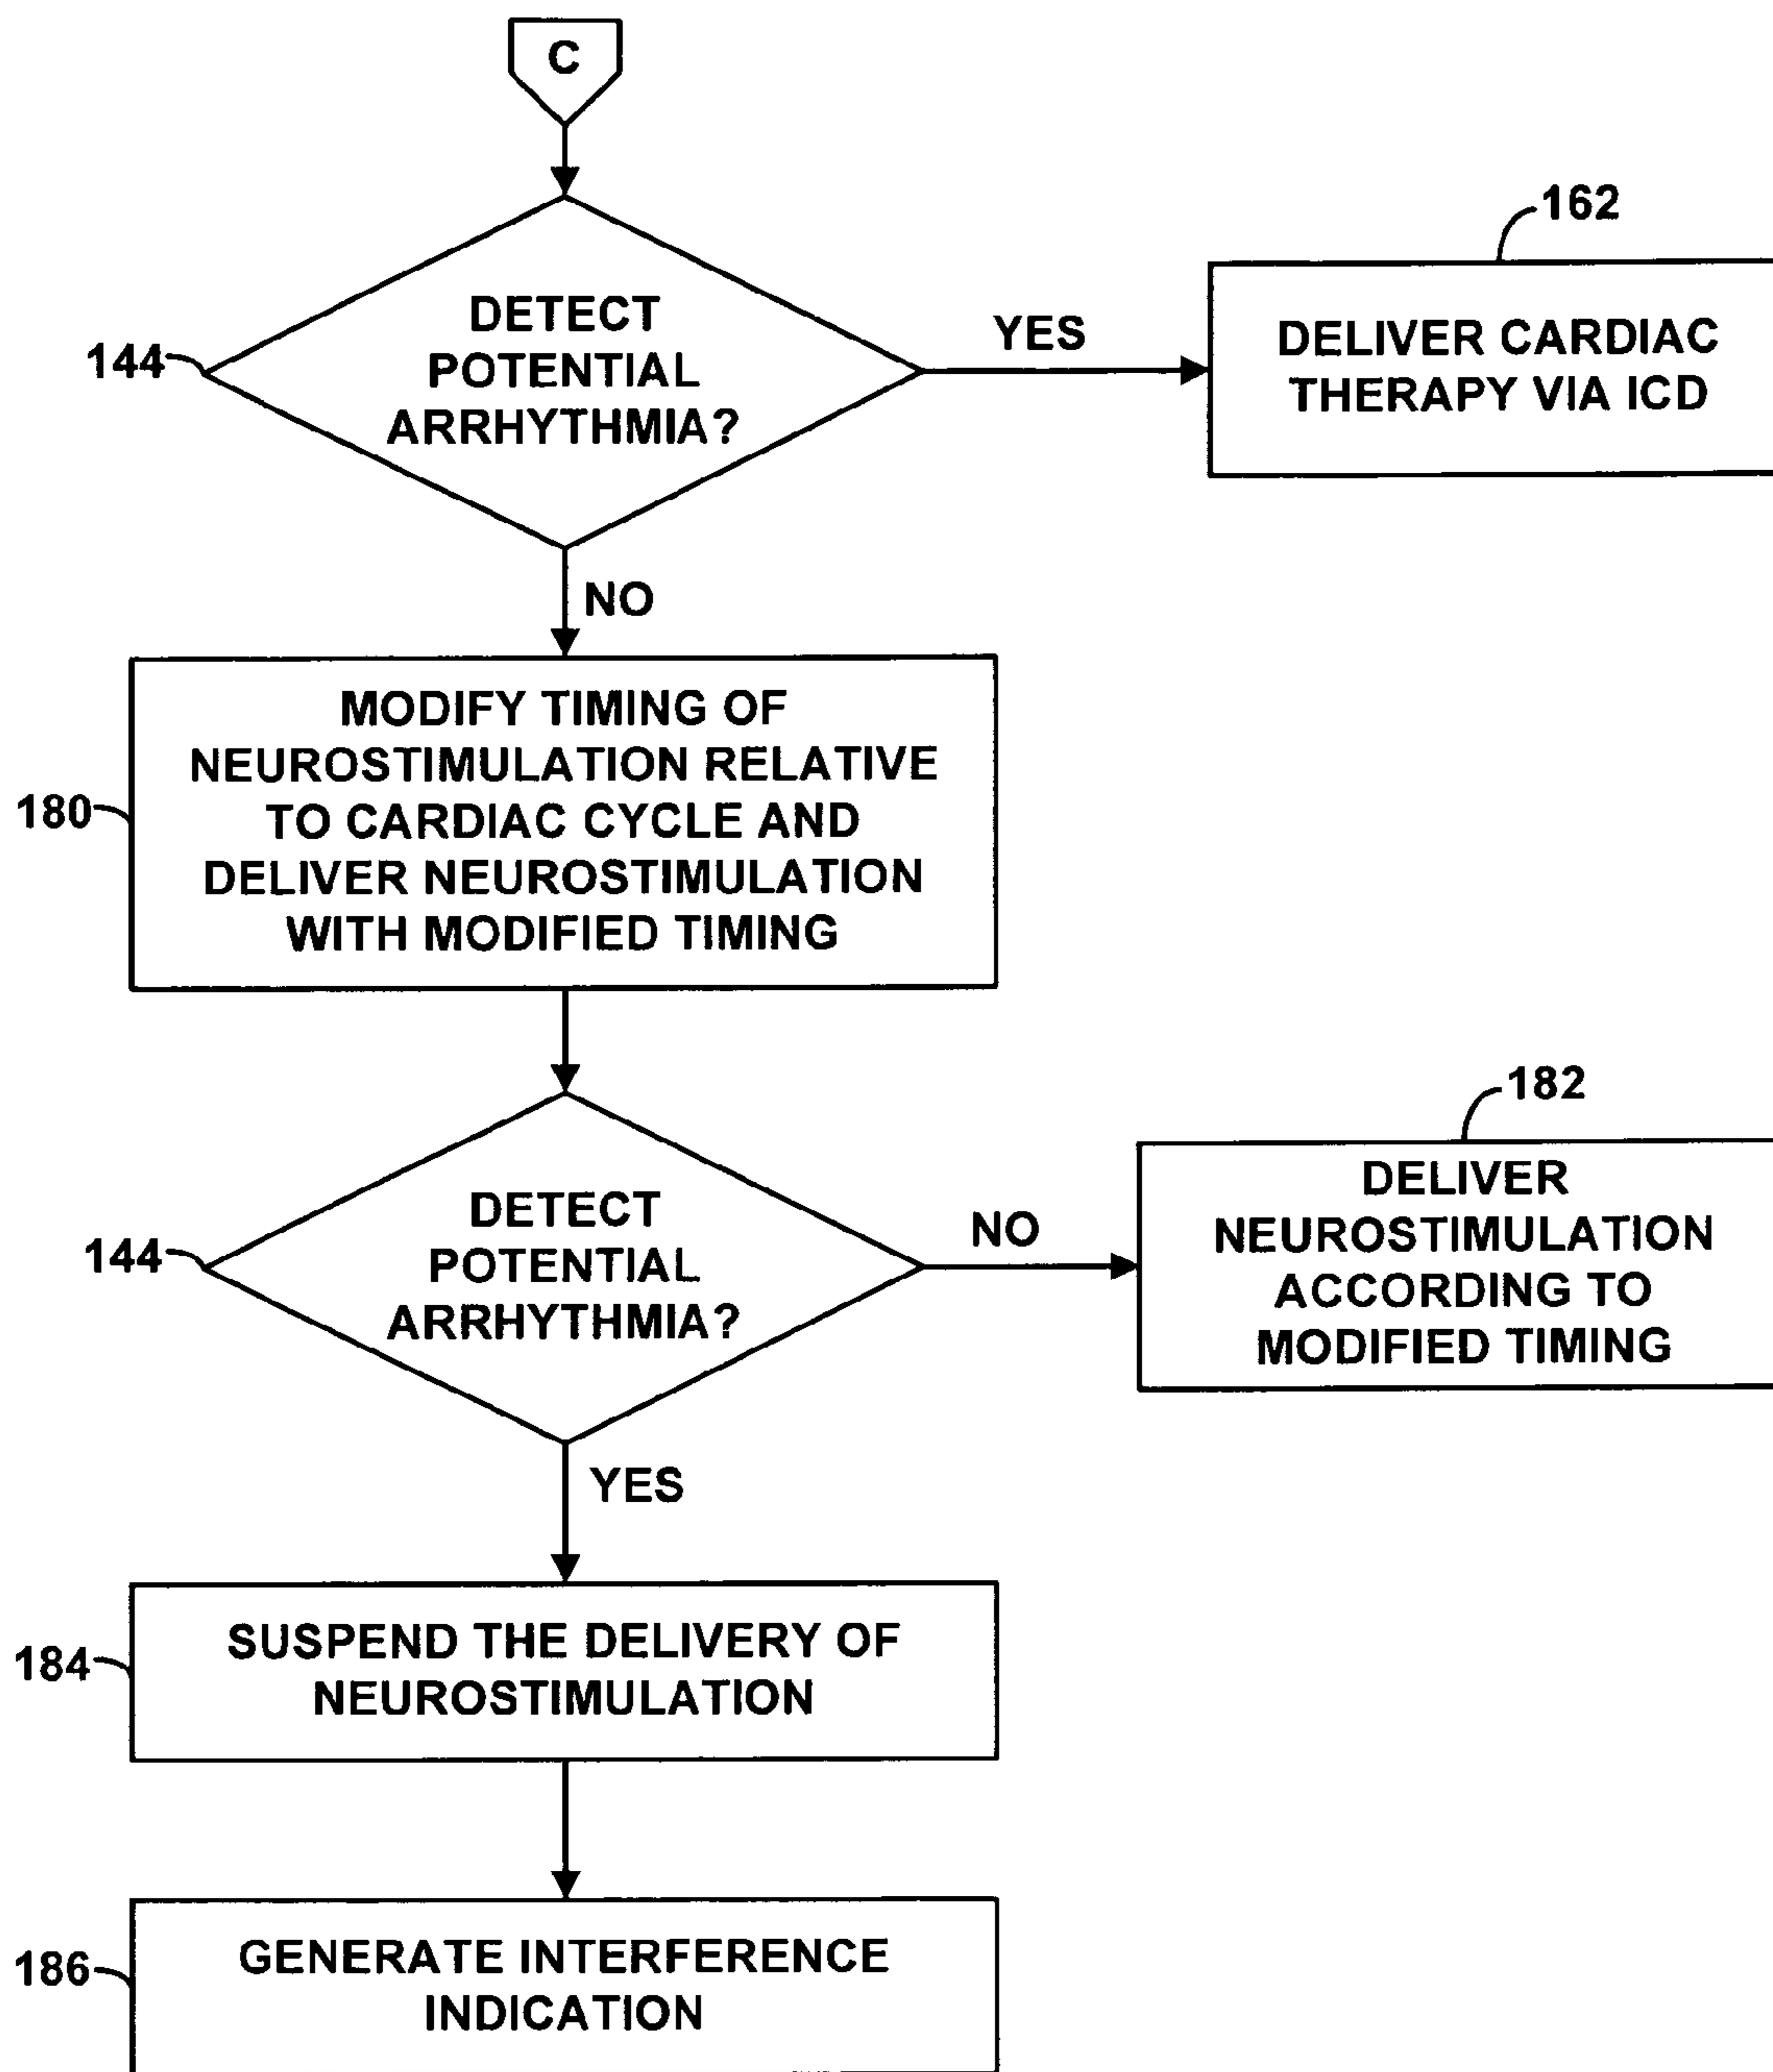 C
162
DETECT
POTENTIAL
ARRHYTHMIA?
144
YES
DELIVER CARDIAC
THERAPY VIA ICD
NO
MODIFY TIMING OF
NEUROSTIMULATION RELATIVE
TO CARDIAC CYCLE AND
DELIVER NEUROSTIMULATION
WITH MODIFIED TIMING
180
182
DETECT
POTENTIAL
ARRHYTHMIA?
144
NO
DELIVER
NEUROSTIMULATION
ACCORDING TO
MODIFIED TIMING
YES
SUSPEND THE DELIVERY OF
NEUROSTIMULATION
184
GENERATE INTERFERENCE
INDICATION
186